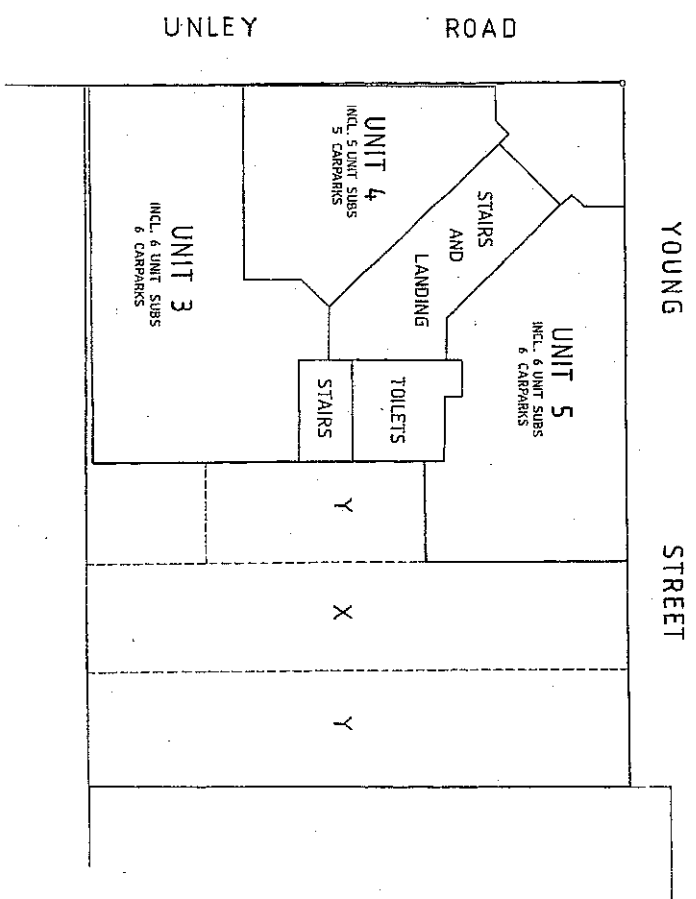 UNLEY ROAD
YOUNG STREET
UNIT 4
INCL. 5 UNIT SUBS
5 CARPARKS
STAIRS
AND
LANDING
UNIT 3
INCL. 6 UNIT SUBS
6 CARPARKS
UNIT 5
INCL. 6 UNIT SUBS
6 CARPARKS
STAIRS
TOILETS
Y
X
Y